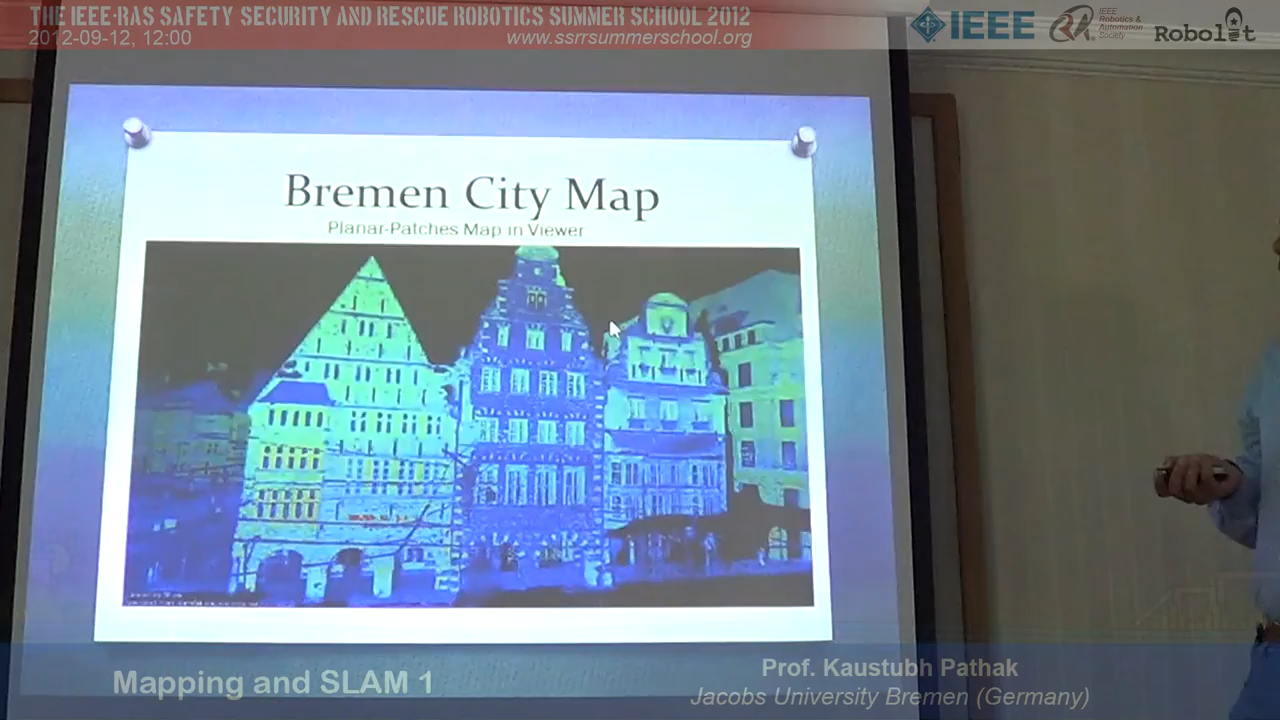 THE IEEE-RAS SAFETY SECURITY AND RESCUE ROBOTICS SUMMER SCHOOL 2012
2012-09-12, 12:00
www.ssrrsummerschool.org
IEEE
IEEE
Robotics &
Automation
Society
Robolift
Bremen City Map
Planar-Patches Map in Viewer
Mapping and SLAM 1
Prof. Kaustubh Pathak
Jacobs University Bremen (Germany)